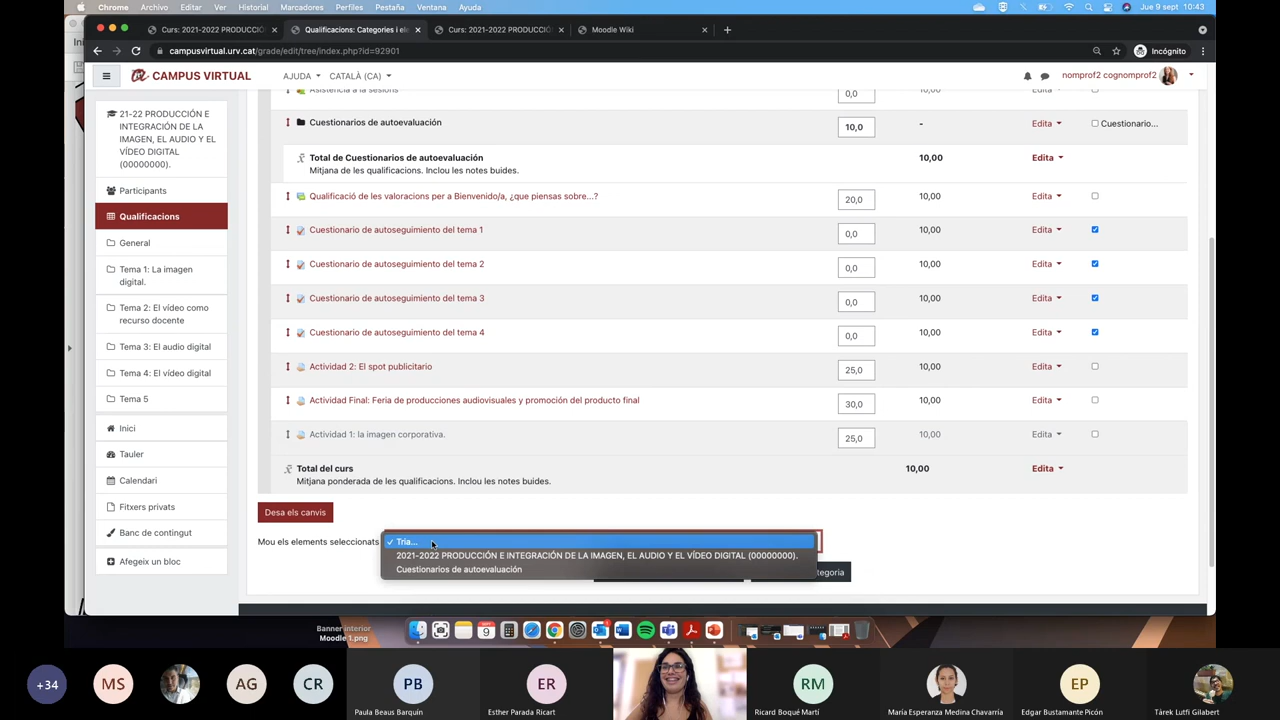 Chrome Archivo Editar Ver Historial Marcadores Perfiles Pestaña Ventana Ayuda
Jue 9 sept 10:43
Curs: 2021-2022 PRODUCCIÓ
Qualificacions: Categories i ele
Curs: 2021-2022 PRODUCCIÓ
Moodle Wiki
campusvirtual.urv.cat/grade/edit/tree/index.php?id=92901
Incógnito
CAMPUS VIRTUAL
AJUDA
CATALÀ (CA)
nomprof2 cognomprof2
21-22 PRODUCCIÓN E
INTEGRACIÓN DE LA
IMAGEN, EL AUDIO Y EL
VÍDEO DIGITAL
(00000000).
Participants
Qualificacions
General
Tema 1: La imagen
digital.
Tema 2: El vídeo como
recurso docente
Tema 3: El audio digital
Tema 4: El vídeo digital
Tema 5
Inici
Tauler
Calendari
Fitxers privats
Banc de contingut
Afegeix un bloc
Asistencia a la sesions 0,0 10,00 Edita
Cuestionarios de autoevaluación 10,0 - Edita Cuestionario...
Total de Cuestionarios de autoevaluación 10,00 Edita
Mitjana de les qualificacions. Inclou les notes buides.
Qualificació de les valoracions per a Bienvenido/a, ¿que piensas sobre...? 20,0 10,00 Edita
Cuestionario de autoseguimiento del tema 1 0,0 10,00 Edita
Cuestionario de autoseguimiento del tema 2 0,0 10,00 Edita
Cuestionario de autoseguimiento del tema 3 0,0 10,00 Edita
Cuestionario de autoseguimiento del tema 4 0,0 10,00 Edita
Actividad 2: El spot publicitario 25,0 10,00 Edita
Actividad Final: Feria de producciones audiovisuales y promoción del producto final 30,0 10,00 Edita
Actividad 1: la imagen corporativa. 25,0 10,00 Edita
Total del curs 10,00 Edita
Mitjana ponderada de les qualificacions. Inclou les notes buides.
Desa els canvis
Mou els elements seleccionats
Tria...
2021-2022 PRODUCCIÓN E INTEGRACIÓN DE LA IMAGEN, EL AUDIO Y EL VÍDEO DIGITAL (00000000).
Cuestionarios de autoevaluación
egoria
Banner interior
Moodle 1.png
+34
MS
AG
CR
PB
Paula Beaus Barquín
ER
Esther Parada Ricart
RM
Ricard Boqué Martí
María Esperanza Medina Chavarría
EP
Edgar Bustamante Picón
Tárek Lutfi Gilabert